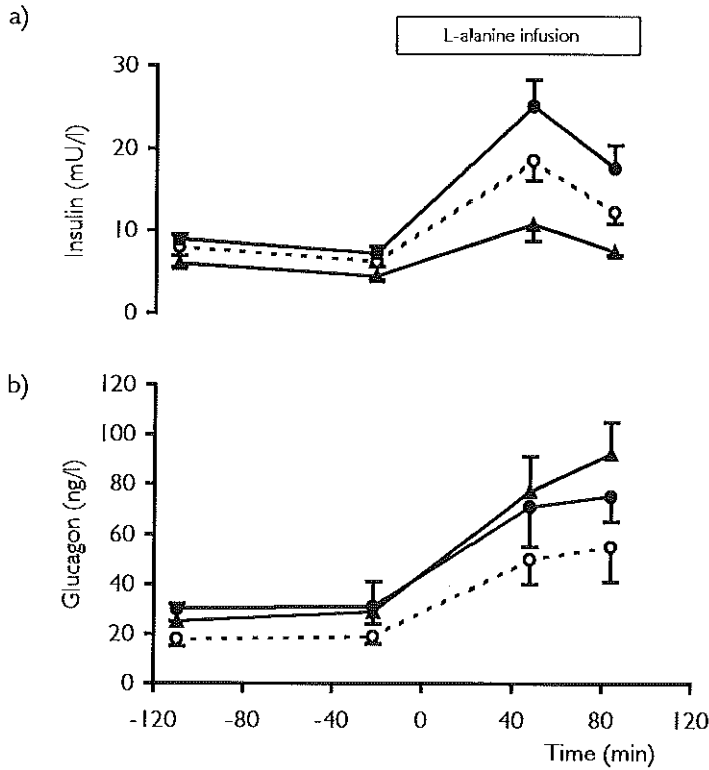 a)
L-alanine infusion
30
20
10
0
Insulin (mU/l)
b)
120
100
80
60
40
20
0
Glucagon (ng/l)
-120 -80 -40 0 40 80 120
Time (min)